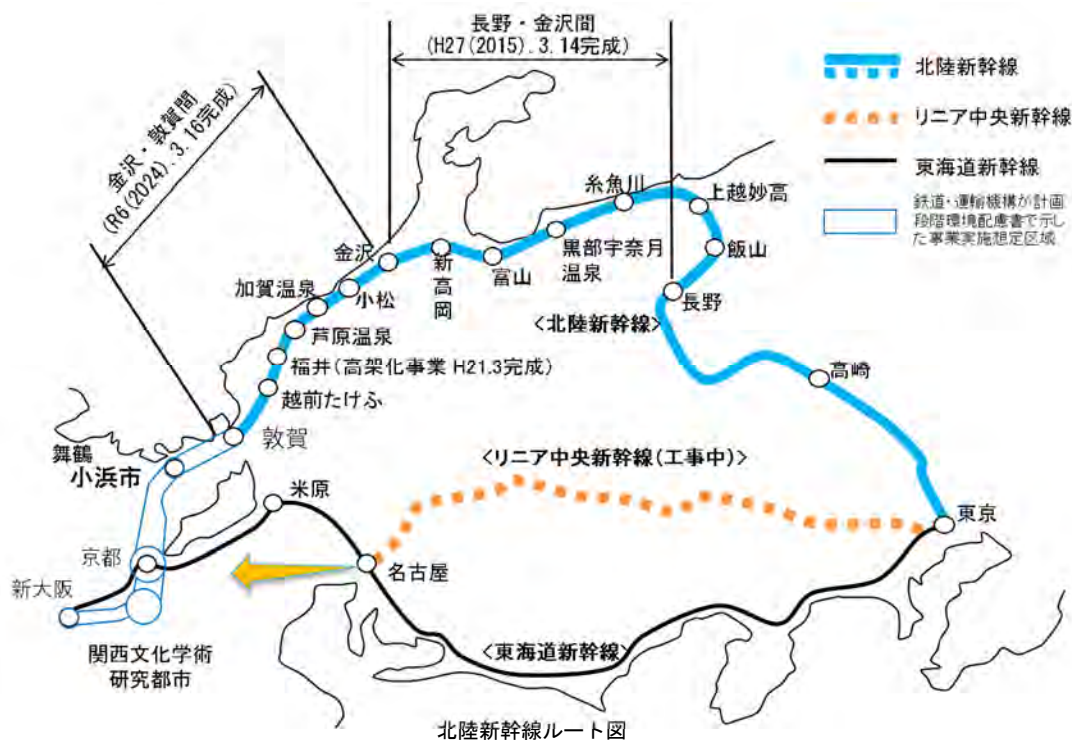 長野・金沢間
(H27(2015).3.14完成)
金沢・敦賀間
(R6(2024).3.16完成)
北陸新幹線
リニア中央新幹線
東海道新幹線
鉄道・運輸機構が計画
段階環境配慮書で示し
た事業実施想定区域
糸魚川
上越妙高
黒部宇奈月
温泉
飯山
金沢
新高岡
富山
長野
加賀温泉
小松
<北陸新幹線>
芦原温泉
福井(高架化事業 H21.3完成)
高崎
越前たけふ
敦賀
舞鶴
小浜市
<リニア中央新幹線(工事中)>
米原
東京
京都
名古屋
新大阪
関西文化学術
研究都市
<東海道新幹線>
北陸新幹線ルート図